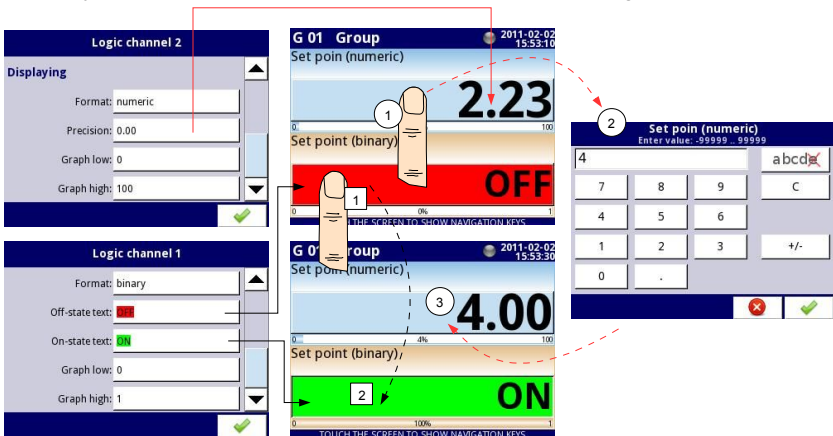 Logic channel 2
Displaying
Format: numeric
Precision: 0.00
Graph low: 0
Graph high: 100
G 01 Group
2011-02-02
15:53:10
Set poin (numeric)
1
2.23
0
%
100
Set point (binary)
1
OFF
0
0%
1
THE SCREEN TO SHOW NAVIGATION KEYS
2
Set poin (numeric)
Enter value: -99999 .. 99999
4
abcde
7
8
9
C
4
5
6
1
2
3
+/-
0
.
Logic channel 1
Format: binary
Off-state text: OFF
On-state text: ON
Graph low: 0
Graph high: 1
G 01 roup
2011-02-02
15:53:30
Set poin (numeric)
3
4.00
0
4%
100
Set point (binary)
2
ON
0
100%
1
TOUCH THE SCREEN TO SHOW NAVIGATION KEYS